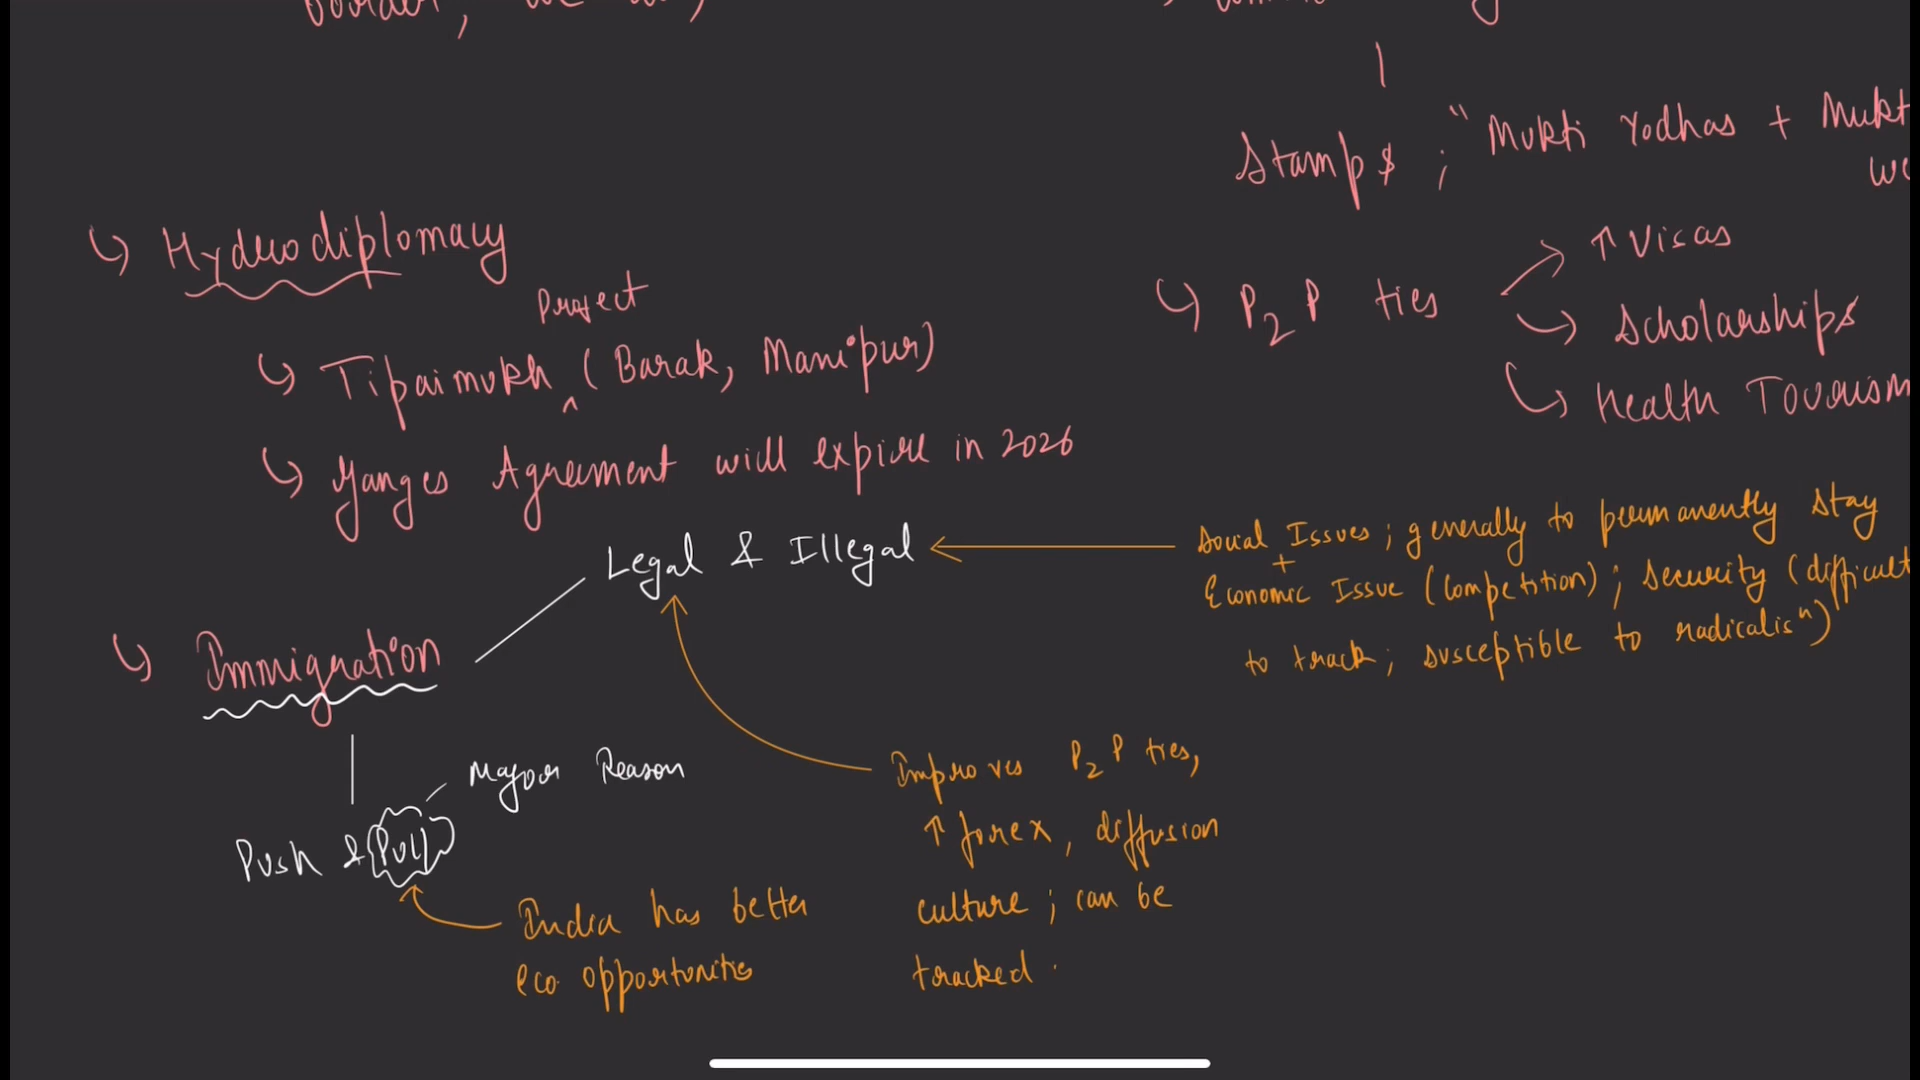 Stamps ; "Mukti Yodhas +
↳ Hydrodiplomacy
Project
↳ Tipaimukh ^ (Barak, Manipur)
↳ Ganges Agreement will expire in 2026
↳ P2P ties
↑ Visas
Scholarships
Health Tourism
Legal & Illegal
Social Issues ; generally to permanently stay
+
Economic Issue (Competition) ; Security (difficult
to track ; susceptible to radicalisⁿ)
↳ Immigration
Major Reason
Push & Pull
India has better
eco opportunities
Improves P2P ties,
↑ forex, diffusion
culture ; can be
tracked .